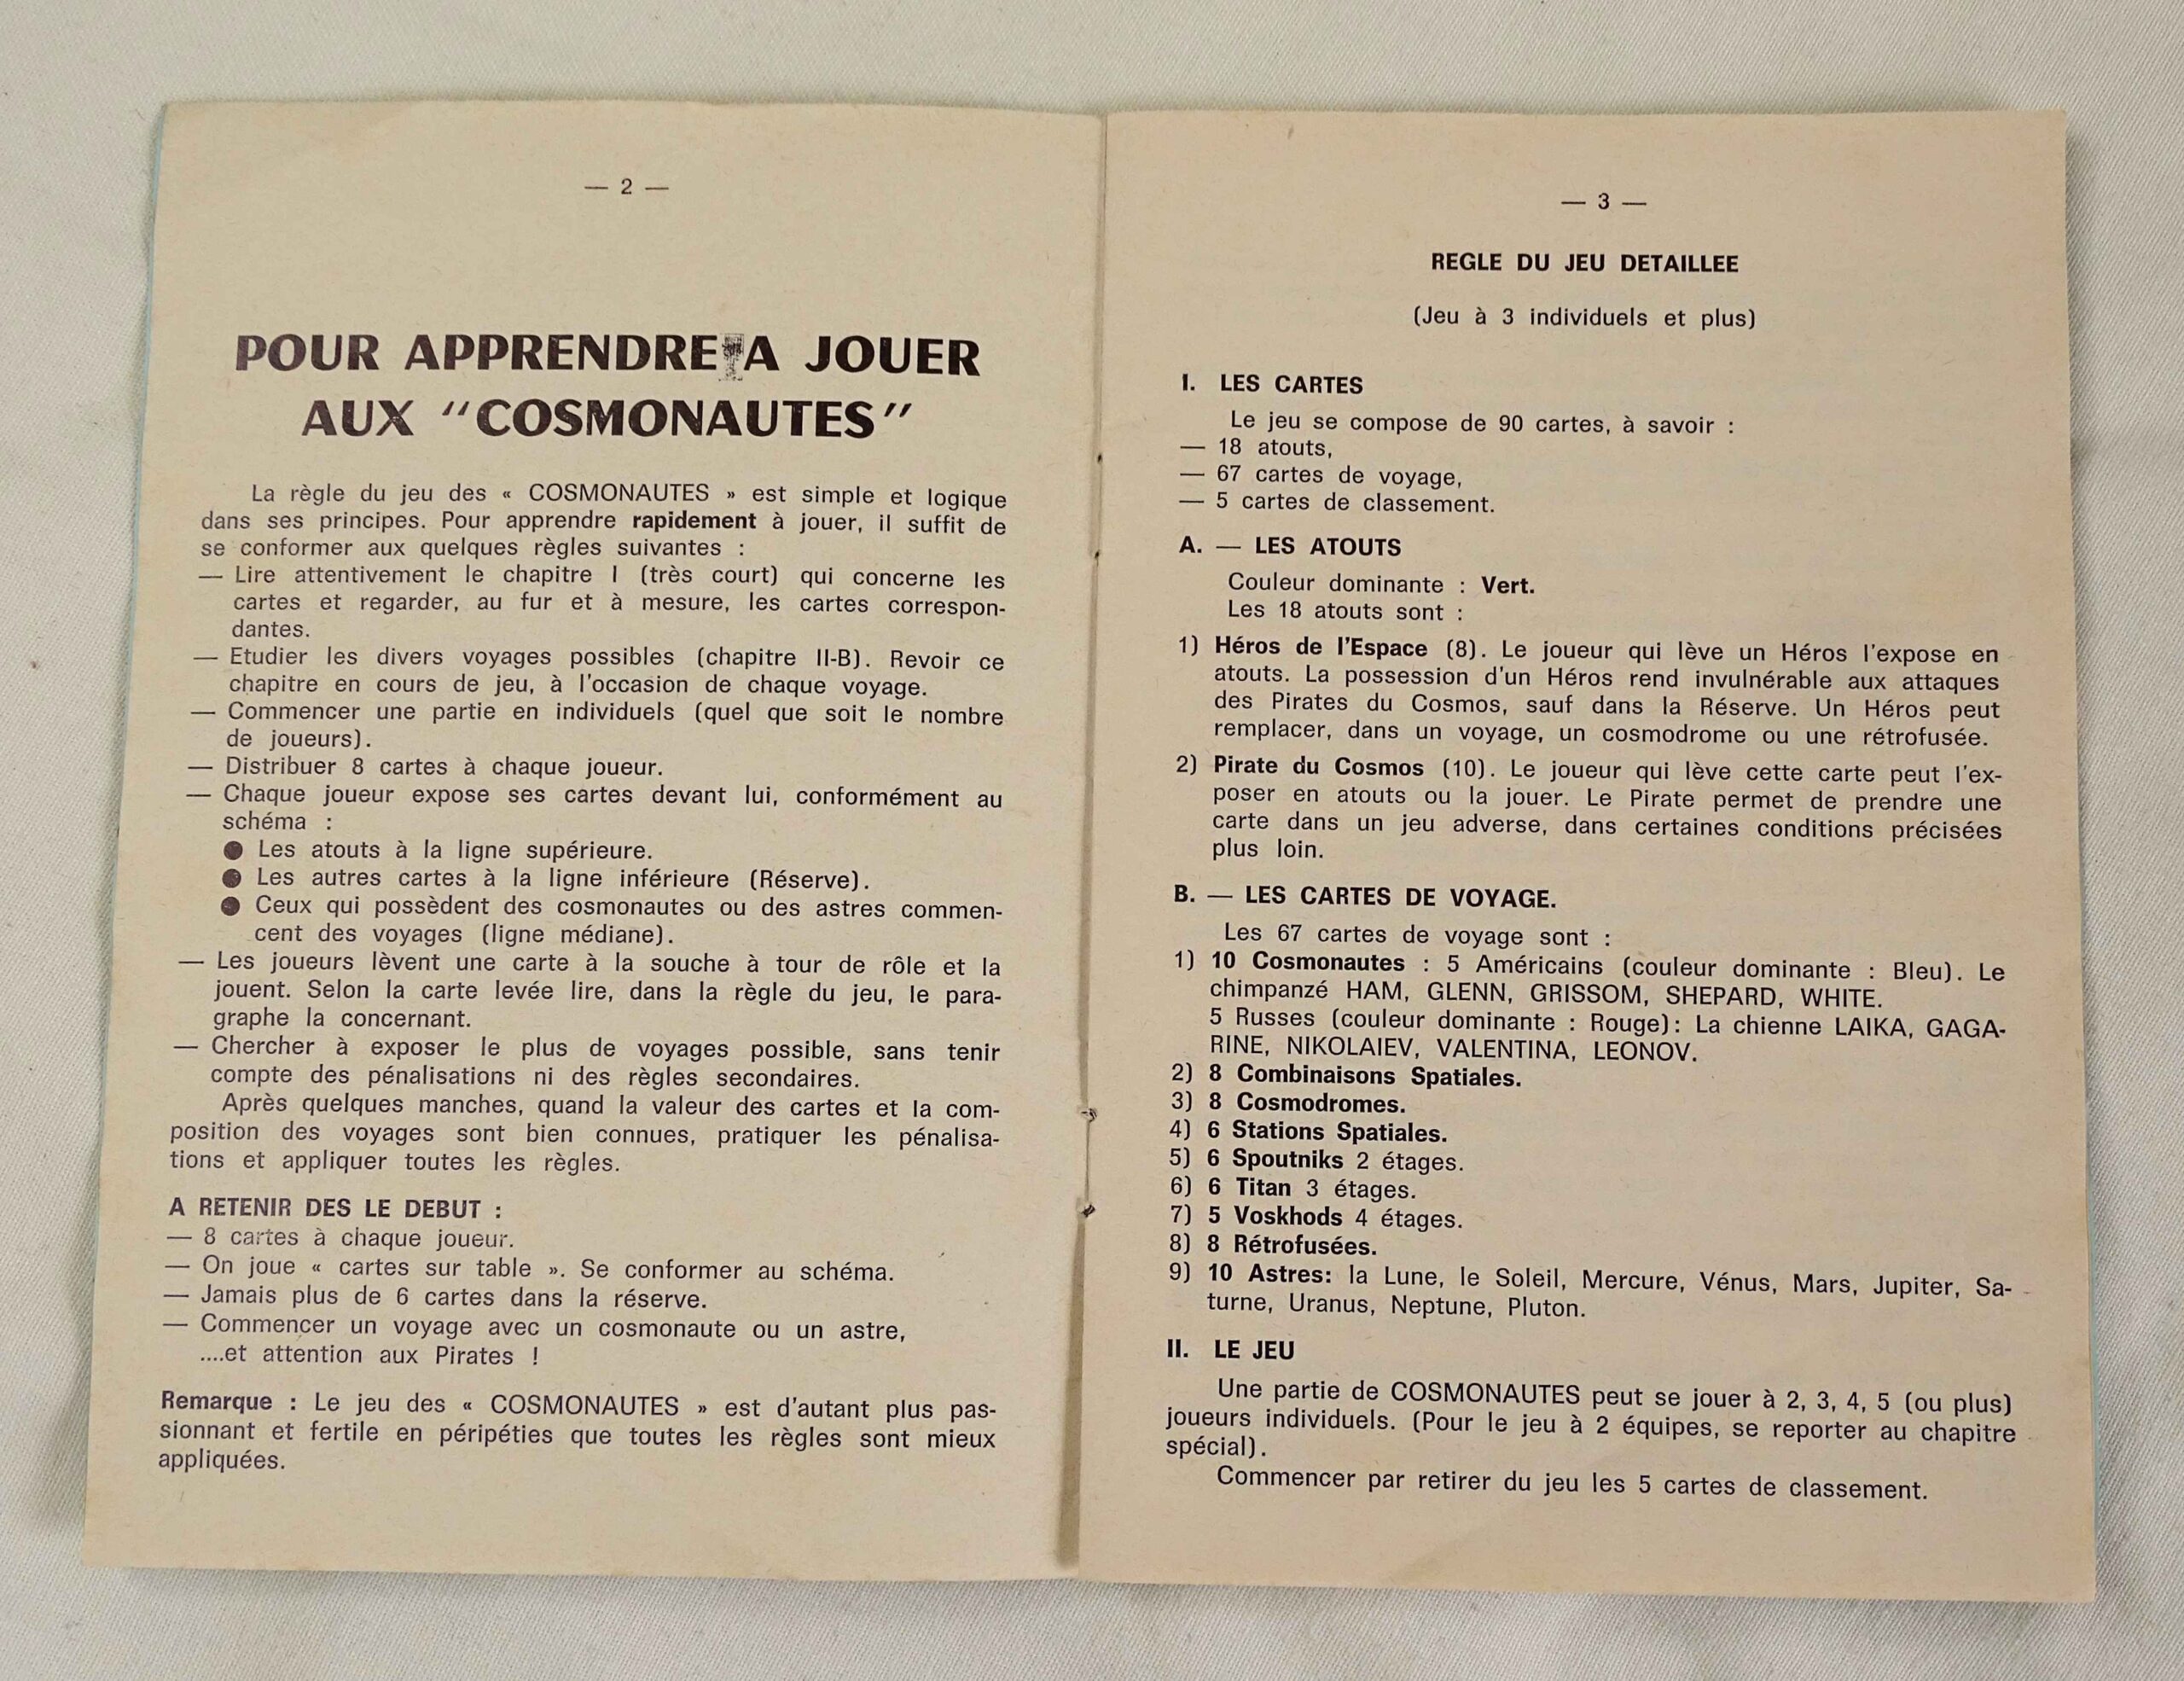 — 2 —
POUR APPRENDRE A JOUER
AUX "COSMONAUTES"
La règle du jeu des « COSMONAUTES » est simple et logique
dans ses principes. Pour apprendre rapidement à jouer, il suffit de
se conformer aux quelques règles suivantes :
— Lire attentivement le chapitre I (très court) qui concerne les
cartes et regarder, au fur et à mesure, les cartes correspon-
dantes.
— Etudier les divers voyages possibles (chapitre II-B). Revoir ce
chapitre en cours de jeu, à l'occasion de chaque voyage.
— Commencer une partie en individuels (quel que soit le nombre
de joueurs).
— Distribuer 8 cartes à chaque joueur.
— Chaque joueur expose ses cartes devant lui, conformément au
schéma :
● Les atouts à la ligne supérieure.
● Les autres cartes à la ligne inférieure (Réserve).
● Ceux qui possèdent des cosmonautes ou des astres commen-
cent des voyages (ligne médiane).
— Les joueurs lèvent une carte à la souche à tour de rôle et la
jouent. Selon la carte levée lire, dans la règle du jeu, le para-
graphe la concernant.
— Chercher à exposer le plus de voyages possible, sans tenir
compte des pénalisations ni des règles secondaires.
Après quelques manches, quand la valeur des cartes et la com-
position des voyages sont bien connues, pratiquer les pénalisa-
tions et appliquer toutes les règles.
A RETENIR DES LE DEBUT :
— 8 cartes à chaque joueur.
— On joue « cartes sur table ». Se conformer au schéma.
— Jamais plus de 6 cartes dans la réserve.
— Commencer un voyage avec un cosmonaute ou un astre,
....et attention aux Pirates !
Remarque : Le jeu des « COSMONAUTES » est d'autant plus pas-
sionnant et fertile en péripéties que toutes les règles sont mieux
appliquées.
— 3 —
REGLE DU JEU DETAILLEE
(Jeu à 3 individuels et plus)
I. LES CARTES
Le jeu se compose de 90 cartes, à savoir :
— 18 atouts,
— 67 cartes de voyage,
— 5 cartes de classement.
A. — LES ATOUTS
Couleur dominante : Vert.
Les 18 atouts sont :
1) Héros de l'Espace (8). Le joueur qui lève un Héros l'expose en
atouts. La possession d'un Héros rend invulnérable aux attaques
des Pirates du Cosmos, sauf dans la Réserve. Un Héros peut
remplacer, dans un voyage, un cosmodrome ou une rétrofusée.
2) Pirate du Cosmos (10). Le joueur qui lève cette carte peut l'ex-
poser en atouts ou la jouer. Le Pirate permet de prendre une
carte dans un jeu adverse, dans certaines conditions précisées
plus loin.
B. — LES CARTES DE VOYAGE.
Les 67 cartes de voyage sont :
1) 10 Cosmonautes : 5 Américains (couleur dominante : Bleu). Le
chimpanzé HAM, GLENN, GRISSOM, SHEPARD, WHITE.
5 Russes (couleur dominante : Rouge): La chienne LAIKA, GAGA-
RINE, NIKOLAIEV, VALENTINA, LEONOV.
2) 8 Combinaisons Spatiales.
3) 8 Cosmodromes.
4) 6 Stations Spatiales.
5) 6 Spoutniks 2 étages.
6) 6 Titan 3 étages.
7) 5 Voskhods 4 étages.
8) 8 Rétrofusées.
9) 10 Astres: la Lune, le Soleil, Mercure, Vénus, Mars, Jupiter, Sa-
turne, Uranus, Neptune, Pluton.
II. LE JEU
Une partie de COSMONAUTES peut se jouer à 2, 3, 4, 5 (ou plus)
joueurs individuels. (Pour le jeu à 2 équipes, se reporter au chapitre
spécial).
Commencer par retirer du jeu les 5 cartes de classement.